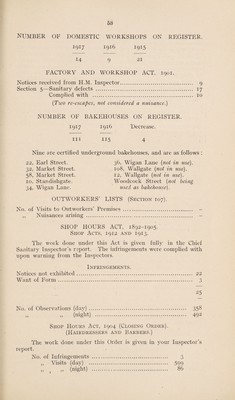 58
NUMBER OF DOMESTIC WORKSHOPS ON REGISTER.
1917 1916 1915
14 9 21
FACTORY AND WORKSHOP ACT, 1901.
Notices received from H.M. Inspector ........ 9
Section 5—Sanitary defects ........ 17
Complied with ........ 10
(Two re-escapes, not considered a nuisance.)
NUMBER OF BAKEHOUSES ON REGISTER.
1917 1916 Decrease.
111 115 4
Nine are certified underground bakehouses, and are as follows:
22, Earl Street. 36, Wigan Lane (not in use).
32, Market Street. 108, Wallgate (not in use).
58, Market Street. 12, Wallgate (not in use).
10, Standishgate. Woodcock Street (not being
34, Wigan Lane. used as bakehouse).
OUTWORKERS' LISTS (SECTION 107).
No. of Visits to Outworkers' Premises ........ –
„ Nuisances arising ........ –
SHOP HOURS ACT, 1892-1905.
SHOP ACTS, 1912 AND 1913.
The work done under this Act is given fully in the Chief
Sanitary Inspector's report. The infringements were complied with
upon warning from the Inspectors.
INFRINGEMENTS.
Notices not exhibited ........ 22
Want of Form ........ 3
25
No. of Observations (day) ........ 358
„ „ (night) ........ 492
SHOP HOURS ACT, 1904 (CLOSING ORDER).
(HAIRDRESSERS AND BARBERS.)
The work done under this Order is given in your Inspector's
report.
No. of Infringements ........ 3
„ Visits (day) ........ 599
„ „ (night) ........ 86